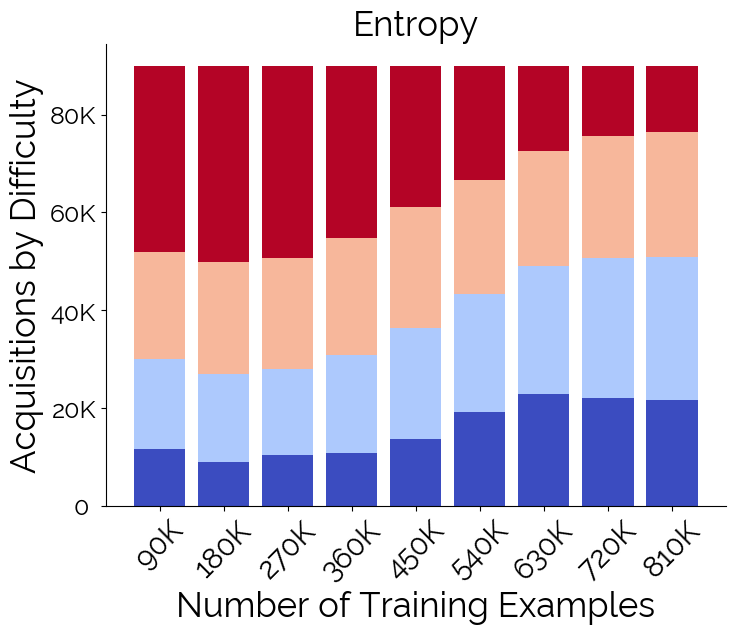 Entropy
Acquisitions by Difficulty
80K
60K
40K
20K
0
90K
180K
270K
360K
450K
540K
630K
720K
810K
Number of Training Examples